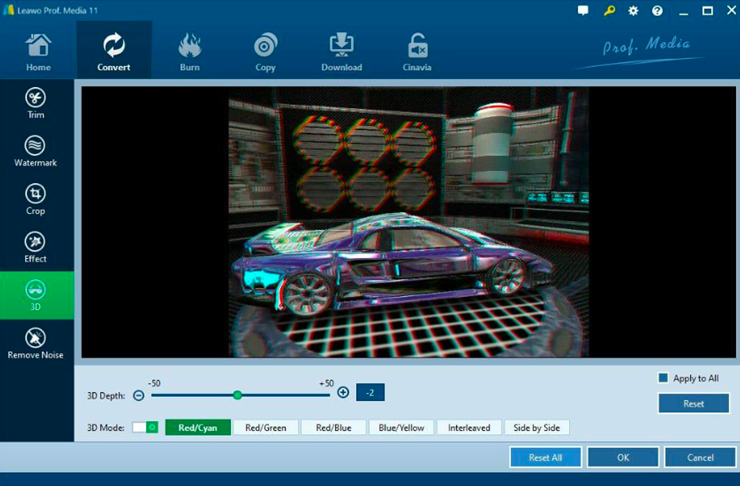 Leawo Prof. Media 11
Home
Convert
Burn
Copy
Download
Cinavia
Prof. Media
Trim
Watermark
Crop
Effect
3D
Remove Noise
-50
+50
3D Depth:
-2
Apply to All
Reset
3D Mode:
Red/Cyan
Red/Green
Red/Blue
Blue/Yellow
Interleaved
Side by Side
Reset All
OK
Cancel